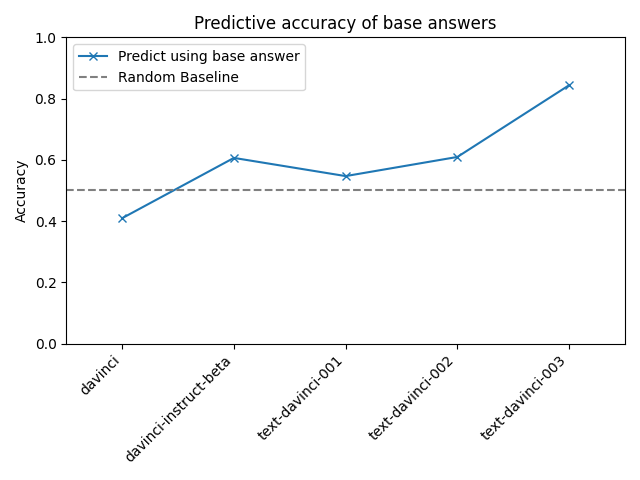 Predictive accuracy of base answers
1.0
Predict using base answer
Random Baseline
0.8
0.6
Accuracy
0.4
0.2
0.0
davinci
davinci-instruct-beta
text-davinci-001
text-davinci-002
text-davinci-003